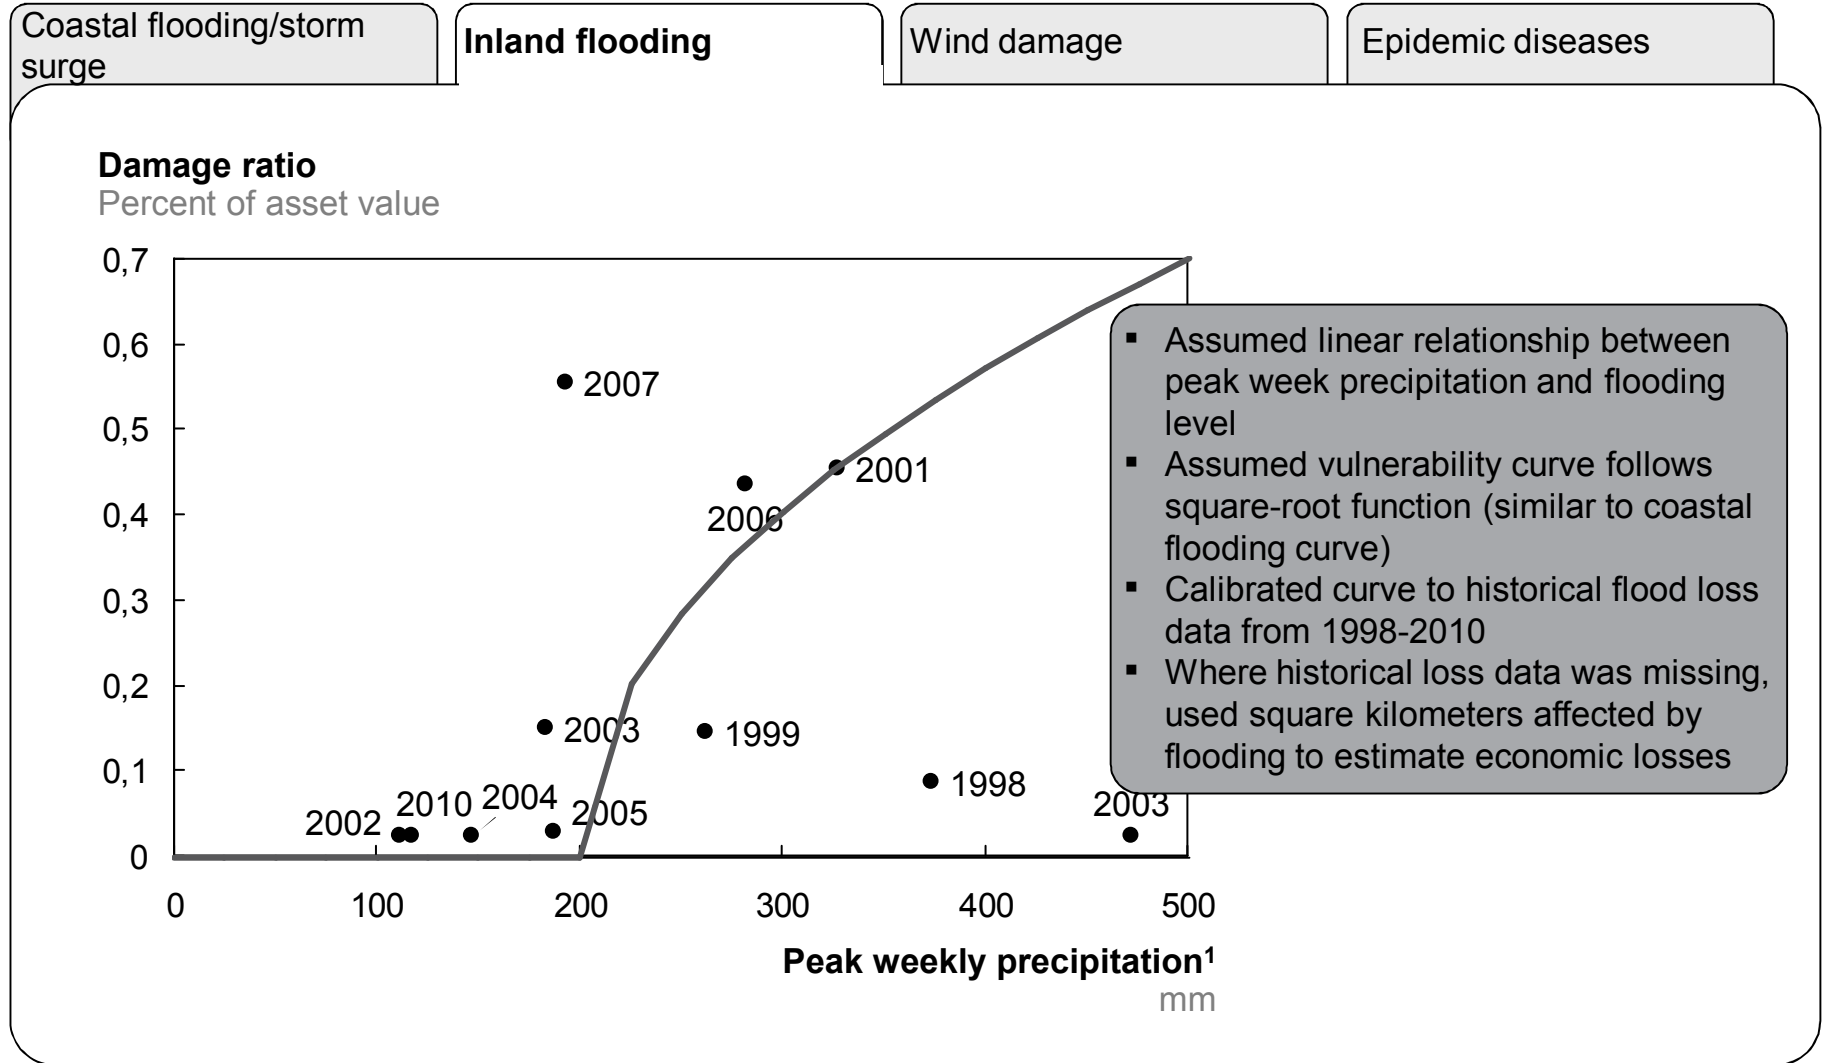 Coastal flooding/storm
surge
Inland flooding
Wind damage
Epidemic diseases
Damage ratio
Percent of asset value
0,7
0,6
0,5
0,4
0,3
0,2
0,1
0
2007
2001
2006
2003
1999
1998
2003
2002
2010
2004
2005
0
100
200
300
400
500
Peak weekly precipitation¹
mm
▪ Assumed linear relationship between
peak week precipitation and flooding
level
▪ Assumed vulnerability curve follows
square-root function (similar to coastal
flooding curve)
▪ Calibrated curve to historical flood loss
data from 1998-2010
▪ Where historical loss data was missing,
used square kilometers affected by
flooding to estimate economic losses